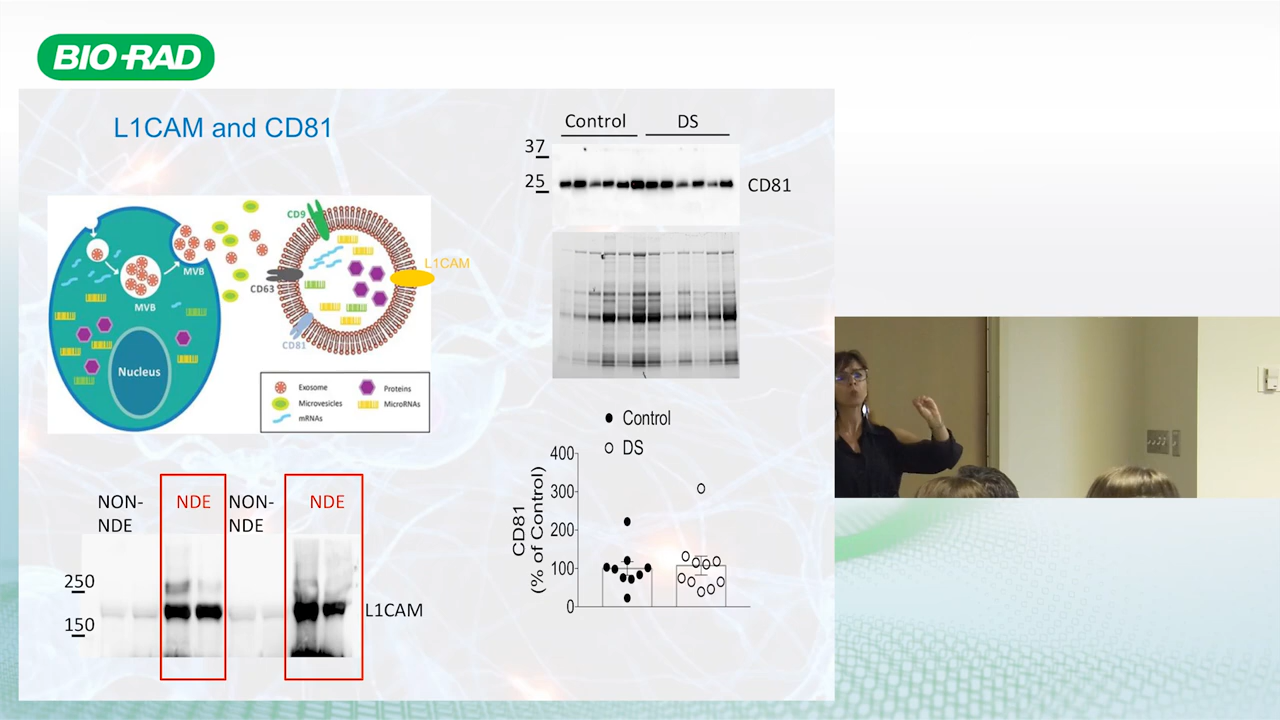 BIO-RAD
L1CAM and CD81
CD9
MVB
MVB
CD63
L1CAM
CD81
Nucleus
Exosome
Proteins
Microvesicles
MicroRNAs
mRNAs
NON-
NDE
NDE
NON-
NDE
NDE
250
150
L1CAM
Control
DS
37
25
CD81
Control
DS
CD81
(% of Control)
400
300
200
100
0